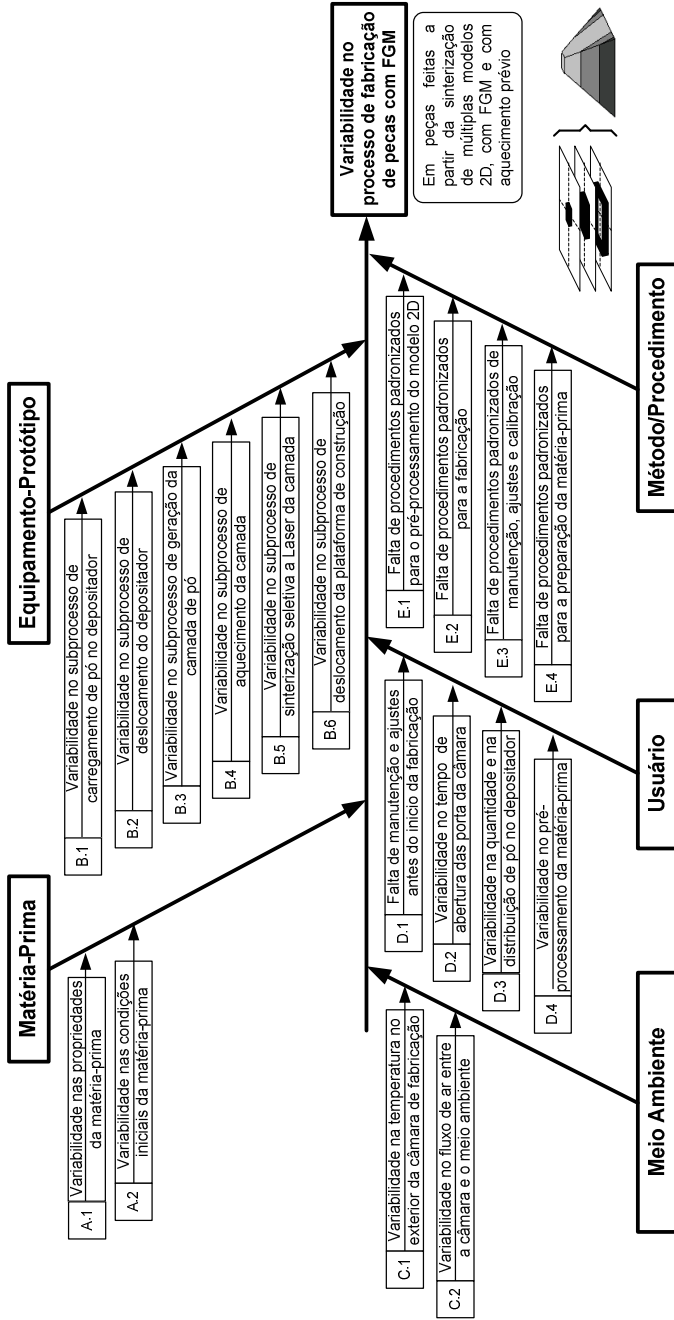 Matéria-Prima
A.1
Variabilidade nas propriedades
da matéria-prima
A.2
Variabilidade nas condições
iniciais da matéria-prima
Equipamento-Protótipo
B.1
Variabilidade no subprocesso de
carregamento de pó no depositador
B.2
Variabilidade no subprocesso de
deslocamento do depositador
B.3
Variabilidade no subprocesso de geração da
camada de pó
B.4
Variabilidade no subprocesso de
aquecimento da camada
B.5
Variabilidade no subprocesso de
sinterização seletiva a Laser da camada
B.6
Variabilidade no subprocesso de
deslocamento da plataforma de construção
Variabilidade no
processo de fabricação
de pecas com FGM
Em peças feitas a
partir da sinterização
de múltiplas modelos
2D, com FGM e com
aquecimento prévio
C.1
Variabilidade na temperatura no
exterior da câmara de fabricação
C.2
Variabilidade no fluxo de ar entre
a câmara e o meio ambiente
Meio Ambiente
D.1
Falta de manutenção e ajustes
antes do inicio da fabricação
D.2
Variabilidade no tempo de
abertura das porta da câmara
D.3
Variabilidade na quantidade e na
distribuição de pó no depositador
D.4
Variabilidade no pré-
processamento da matéria-prima
Usuário
E.1
Falta de procedimentos padronizados
para o pré-processamento do modelo 2D
E.2
Falta de procedimentos padronizados
para a fabricação
E.3
Falta de procedimentos padronizados de
manutenção, ajustes e calibração
E.4
Falta de procedimentos padronizados
para a preparação da matéria-prima
Método/Procedimento